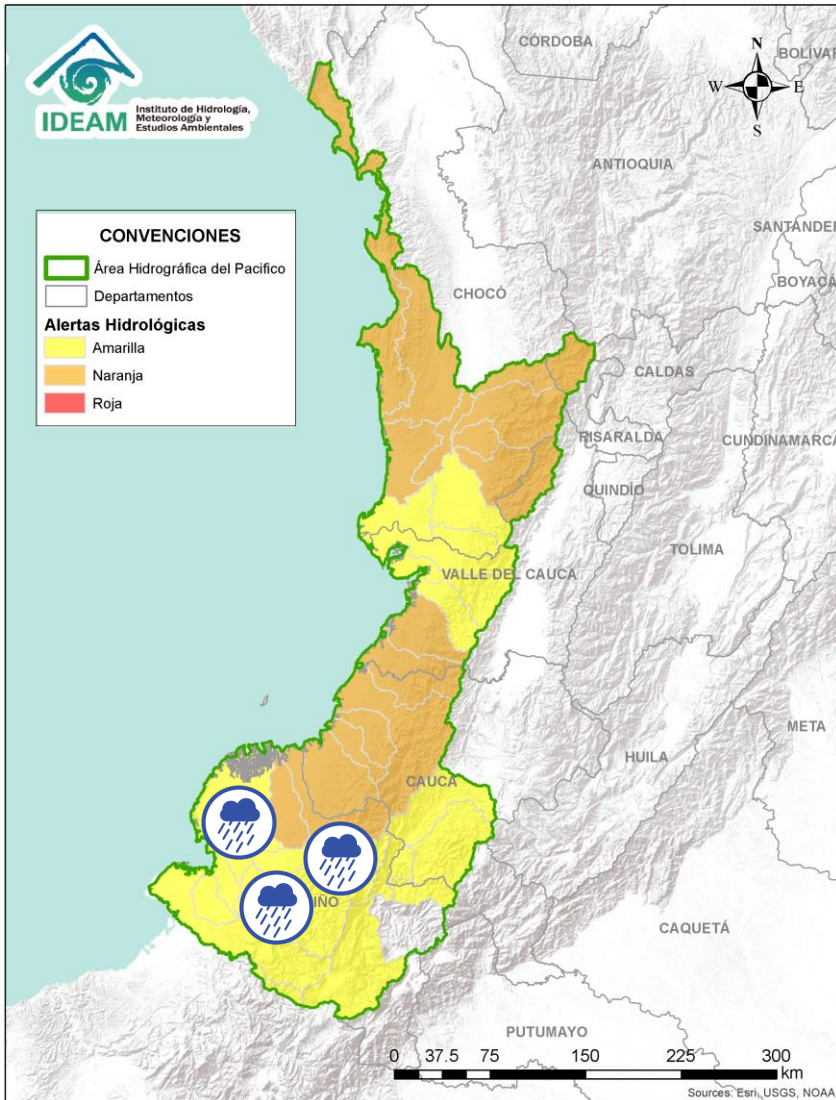 IDEAM
Instituto de Hidrología,
Meteorología y
Estudios Ambientales
CÓRDOBA
BOLÍVAR
N
W
E
S
ANTIOQUIA
SANTANDER
BOYACÁ
CONVENCIONES
Área Hidrográfica del Pacifico
Departamentos
Alertas Hidrológicas
Amarilla
Naranja
Roja
CHOCÓ
CALDAS
RISARALDA
CUNDINAMARCA
QUINDÍO
TOLIMA
VALLE DEL CAUCA
META
HUILA
CAUCA
IÑO
CAQUETÁ
PUTUMAYO
0 37.5 75 150 225 300
km
Sources: Esri, USGS, NOAA